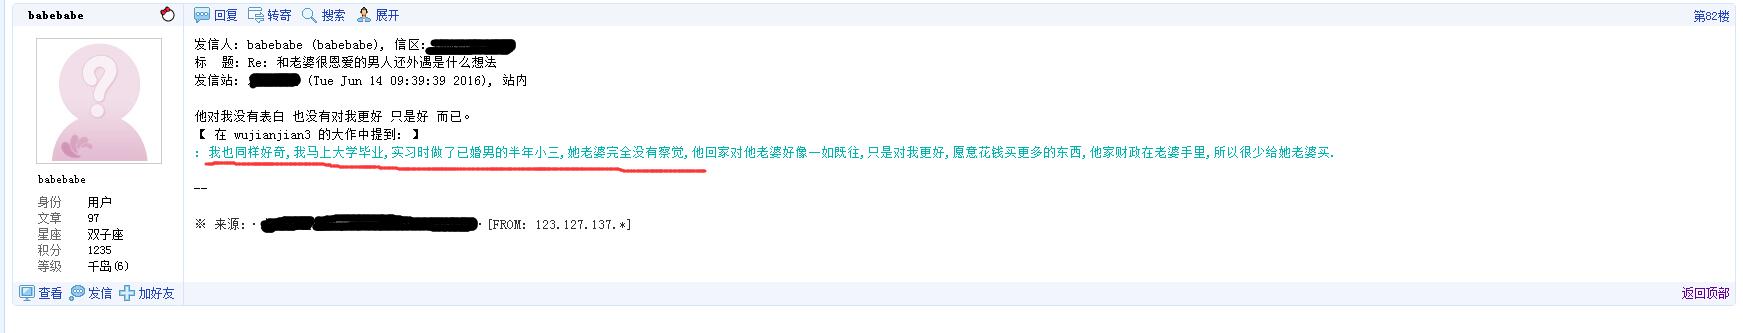 babebabe
回复 转寄 搜索 展开
第82楼
发信人: babebabe (babebabe), 信区:
标 题: Re: 和老婆很恩爱的男人还外遇是什么想法
发信站: (Tue Jun 14 09:39:39 2016), 站内
他对我没有表白 也没有对我更好 只是好 而已。
【 在 wujianjian3 的大作中提到: 】
: 我也同样好奇,我马上大学毕业,实习时做了已婚男的半年小三,她老婆完全没有察觉,他回家对他老婆好像一如既往,只是对我更好,愿意花钱买更多的东西,他家财政在老婆手里,所以很少给她老婆买.
--
※ 来源:· ·[FROM: 123.127.137.*]
babebabe
身份 用户
文章 97
星座 双子座
积分 1235
等级 千岛(6)
查看 发信 加好友
返回顶部